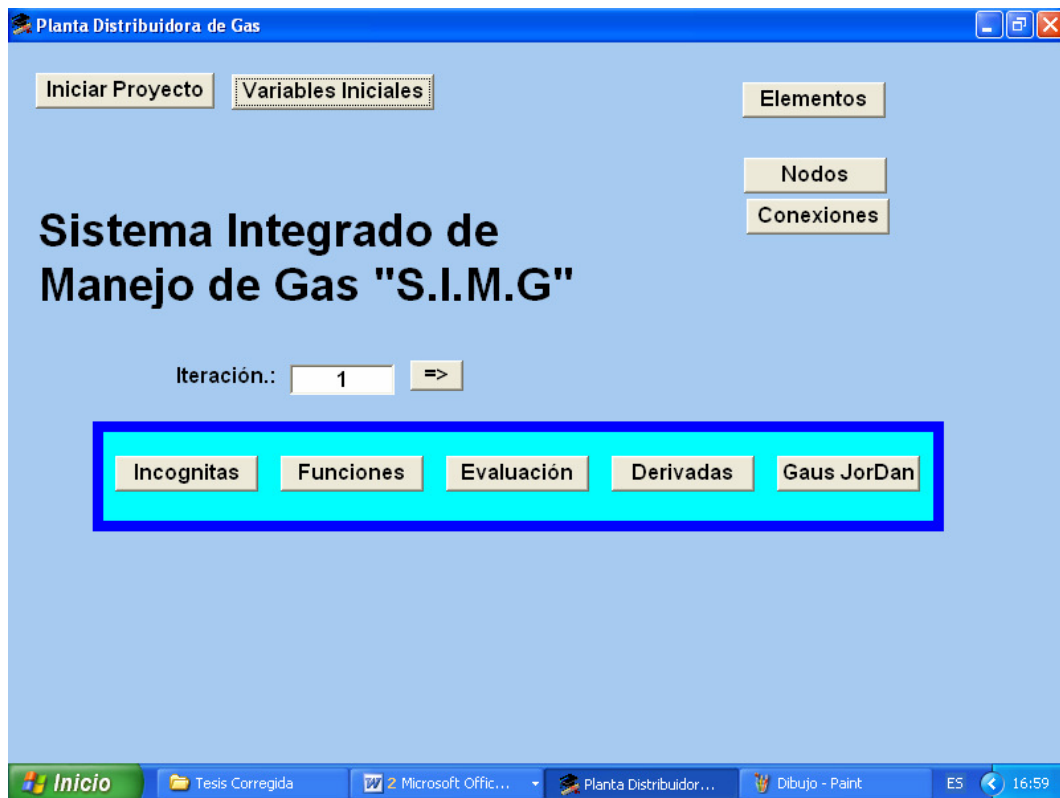 Planta Distribuidora de Gas
Iniciar Proyecto
Variables Iniciales
Elementos
Nodos
Conexiones
Sistema Integrado de
Manejo de Gas "S.I.M.G"
Iteración.: 1 =>
Incognitas Funciones Evaluación Derivadas Gaus JorDan
Inicio Tesis Corregida 2 Microsoft Offic... Planta Distribuidor... Dibujo - Paint ES 16:59